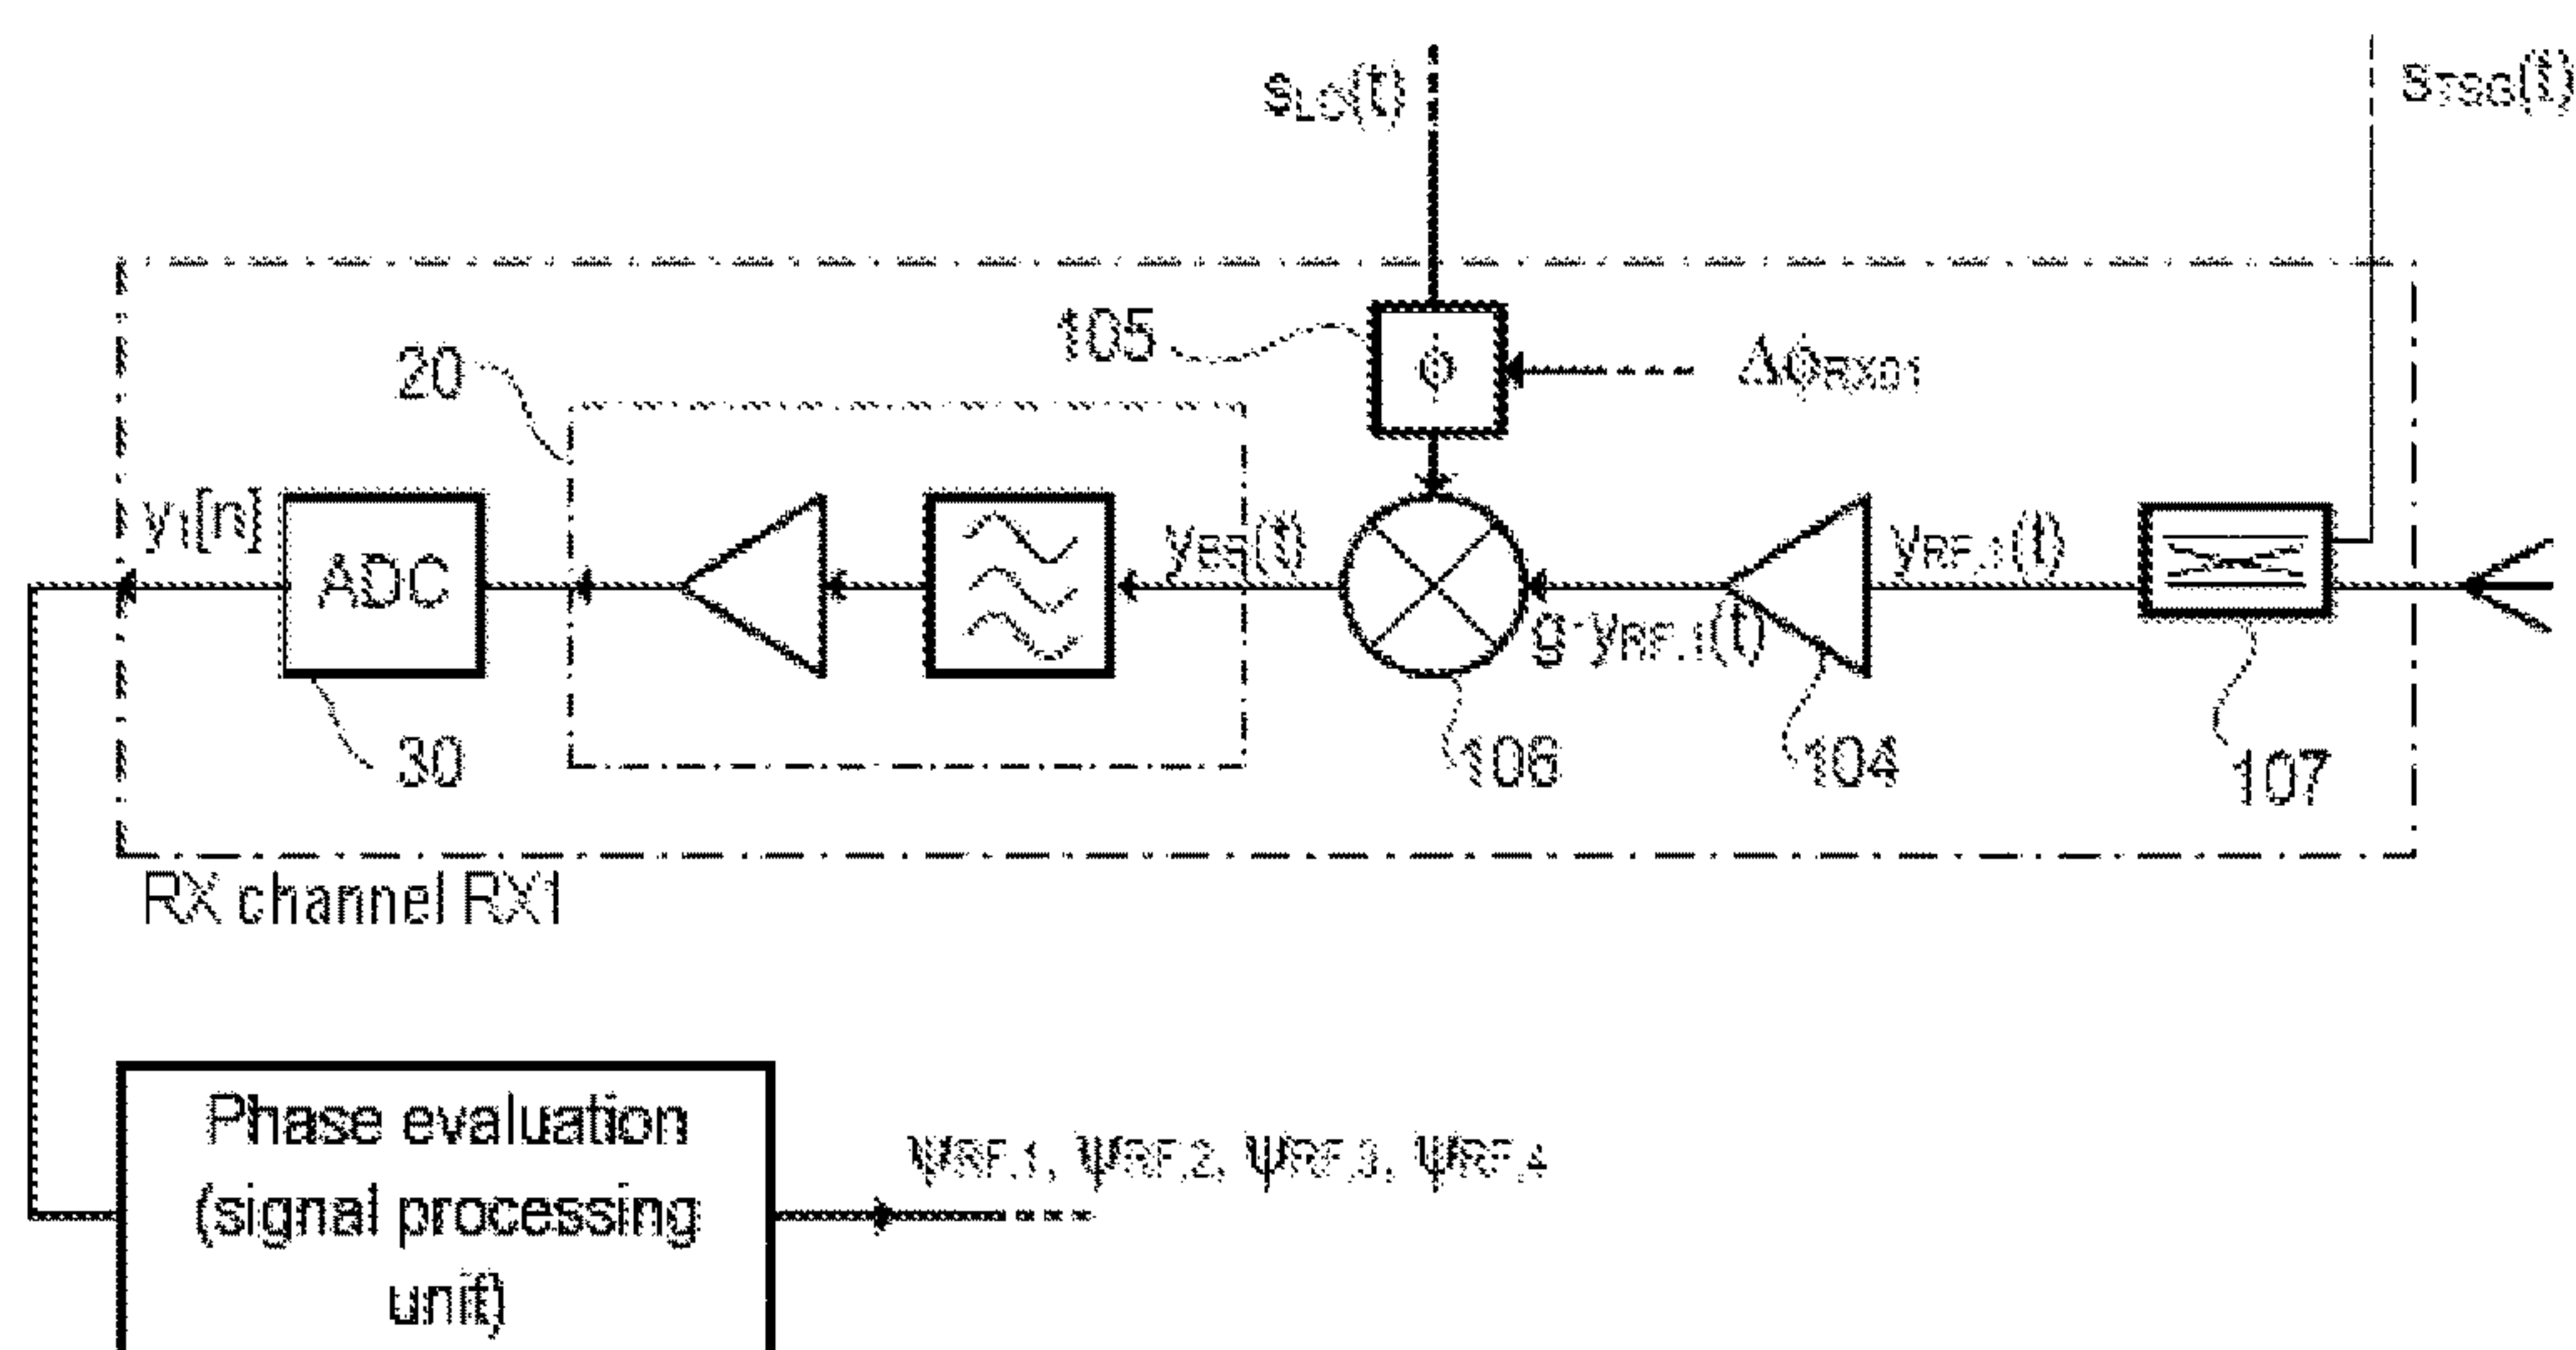 sLO(t)
sTSG(t)
105
ϕ
ΔϕRX01
20
y1[n]
ADC
yBB(t)
yRF,1(t)
g·yRF,1(t)
30
106
104
107
RX channel RX1
Phase evaluation
(signal processing
unit)
ψRF,1, ψRF,2, ψRF,3, ψRF,4